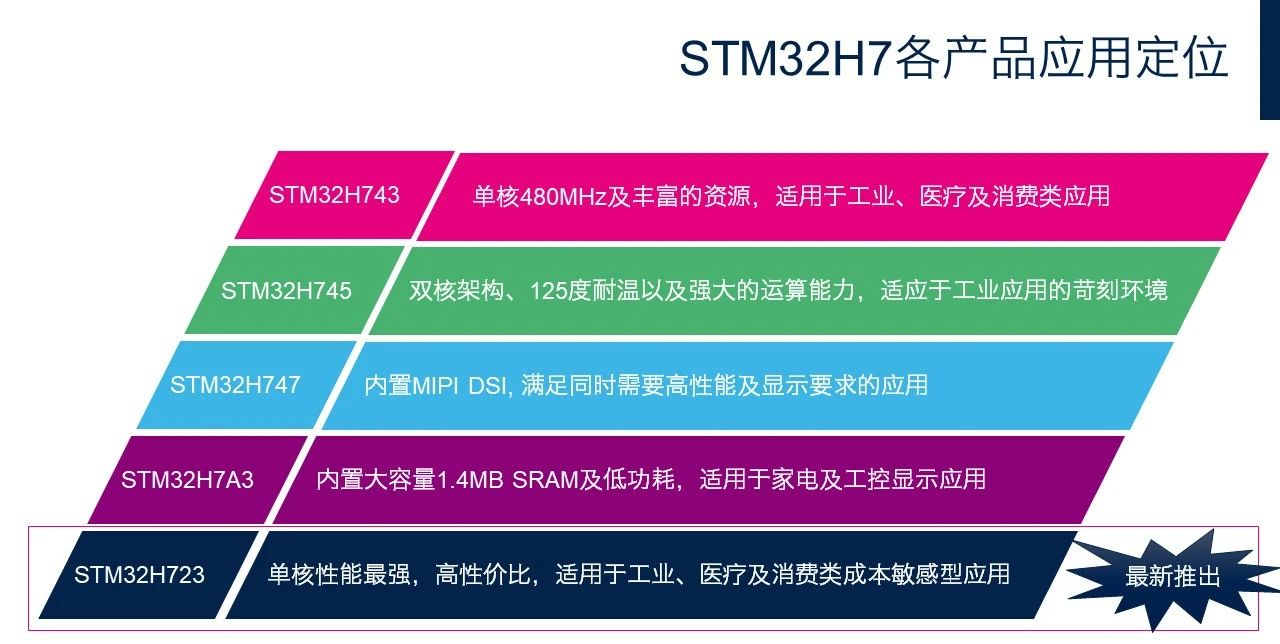 STM32H7各产品应用定位
STM32H743
单核480MHz及丰富的资源，适用于工业、医疗及消费类应用
STM32H745
双核架构、125度耐温以及强大的运算能力，适应于工业应用的苛刻环境
STM32H747
内置MIPI DSI, 满足同时需要高性能及显示要求的应用
STM32H7A3
内置大容量1.4MB SRAM及低功耗，适用于家电及工控显示应用
STM32H723
单核性能最强，高性价比，适用于工业、医疗及消费类成本敏感型应用
最新推出